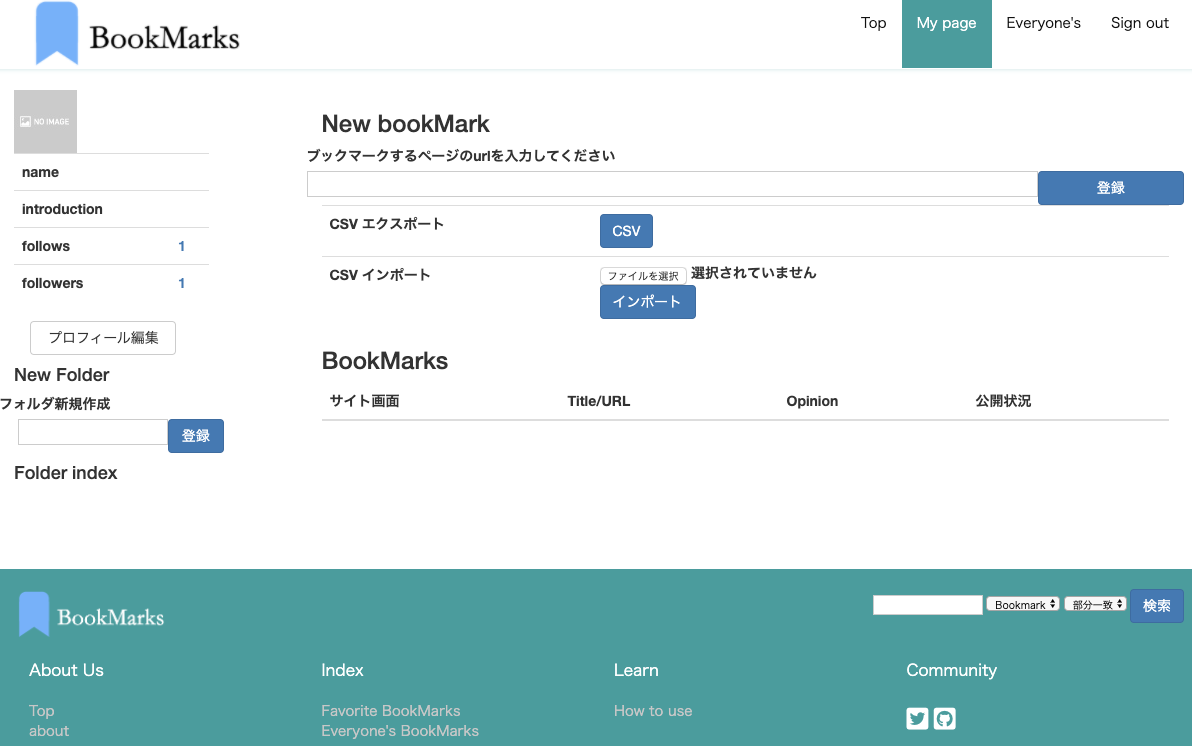 BookMarks
Top
My page
Everyone's
Sign out
NO IMAGE
name
introduction
follows 1
followers 1
プロフィール編集
New Folder
フォルダ新規作成
登録
Folder index
New bookMark
ブックマークするページのurlを入力してください
登録
CSV エクスポート
CSV
CSV インポート
ファイルを選択 選択されていません
インポート
BookMarks
サイト画面 Title/URL Opinion 公開状況
BookMarks
Bookmark 部分一致 検索
About Us
Top
about
Index
Favorite BookMarks
Everyone's BookMarks
Learn
How to use
Community